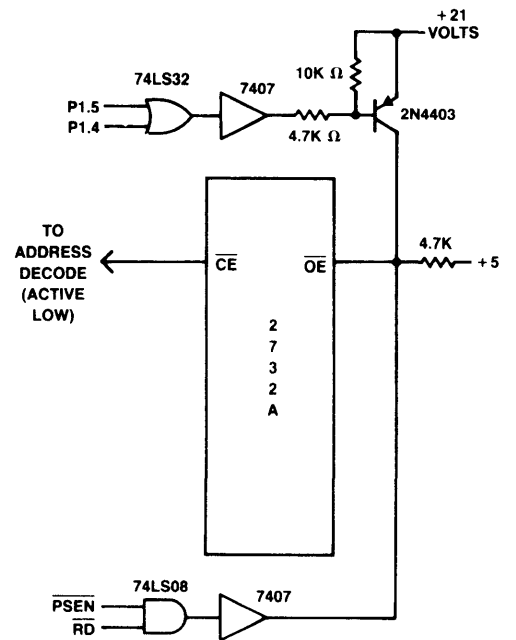 +21
VOLTS
10K Ω
74LS32
7407
P1.5
P1.4
2N4403
4.7K Ω
TO
ADDRESS
DECODE
(ACTIVE
LOW)
CE
OE
4.7K
+5
2
7
3
2
A
74LS08
7407
PSEN
RD